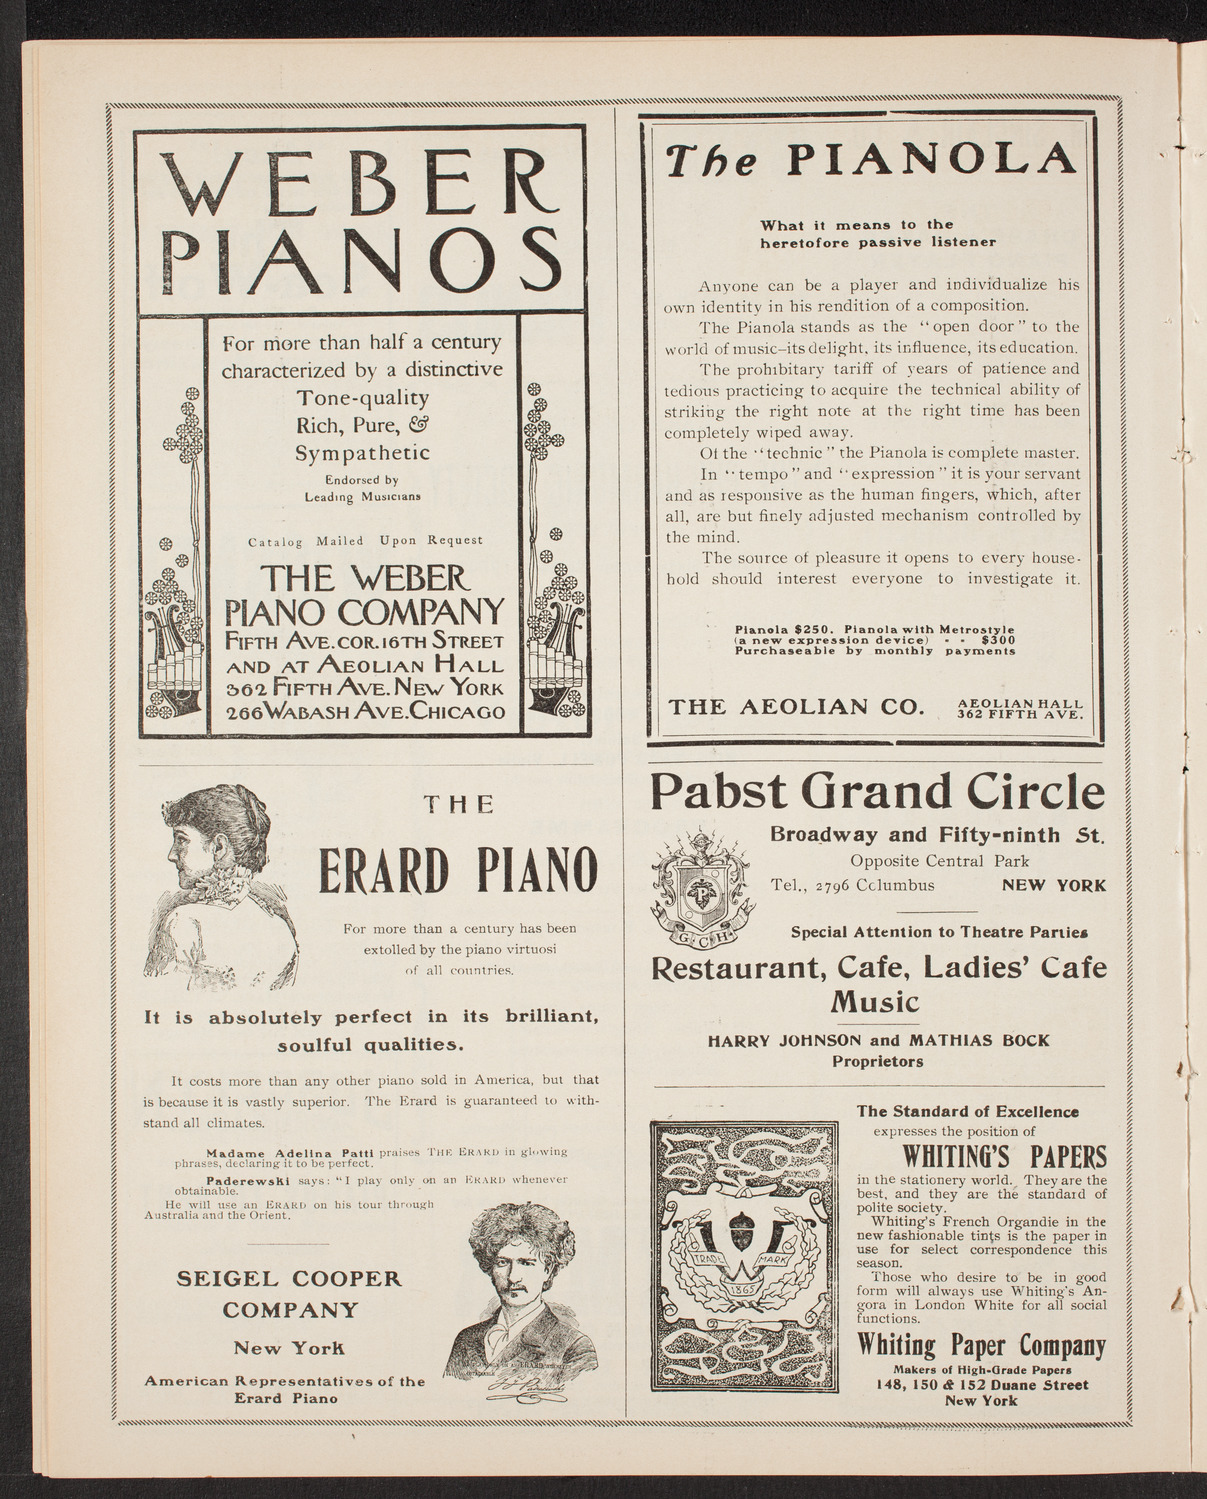 WEBER
PIANOS
For more than half a century
characterized by a distinctive
Tone-quality
Rich, Pure, &
Sympathetic
Endorsed by
Leading Musicians
Catalog Mailed Upon Request
THE WEBER
PIANO COMPANY
FIFTH AVE. COR. 16TH STREET
AND AT AEOLIAN HALL
362 FIFTH AVE. NEW YORK
266 WABASH AVE. CHICAGO
THE
ERARD PIANO
For more than a century has been
extolled by the piano virtuosi
of all countries.
It is absolutely perfect in its brilliant,
soulful qualities.
It costs more than any other piano sold in America, but that
is because it is vastly superior. The Erard is guaranteed to with-
stand all climates.
Madame Adelina Patti praises THE ERARD in glowing
phrases, declaring it to be perfect.
Paderewski says: "I play only on an ERARD whenever
obtainable.
He will use an ERARD on his tour through
Australia and the Orient.
SEIGEL COOPER
COMPANY
New York
American Representatives of the
Erard Piano
The PIANOLA
What it means to the
heretofore passive listener
Anyone can be a player and individualize his
own identity in his rendition of a composition.
The Pianola stands as the "open door" to the
world of music—its delight, its influence, its education.
The prohibitary tariff of years of patience and
tedious practicing to acquire the technical ability of
striking the right note at the right time has been
completely wiped away.
Of the "technic" the Pianola is complete master.
In "tempo" and "expression" it is your servant
and as responsive as the human fingers, which, after
all, are but finely adjusted mechanism controlled by
the mind.
The source of pleasure it opens to every house-
hold should interest everyone to investigate it.
Pianola $250. Pianola with Metrostyle
(a new expression device) - - $300
Purchaseable by monthly payments
THE AEOLIAN CO. AEOLIAN HALL
362 FIFTH AVE.
Pabst Grand Circle
Broadway and Fifty-ninth St.
Opposite Central Park
Tel., 2796 Columbus NEW YORK
P
G C H
Special Attention to Theatre Parties
Restaurant, Cafe, Ladies' Cafe
Music
HARRY JOHNSON and MATHIAS BOCK
Proprietors
TRADE MARK
1865
The Standard of Excellence
expresses the position of
WHITING'S PAPERS
in the stationery world. They are the
best, and they are the standard of
polite society.
Whiting's French Organdie in the
new fashionable tints is the paper in
use for select correspondence this
season.
Those who desire to be in good
form will always use Whiting's An-
gora in London White for all social
functions.
Whiting Paper Company
Makers of High-Grade Papers
148, 150 & 152 Duane Street
New York